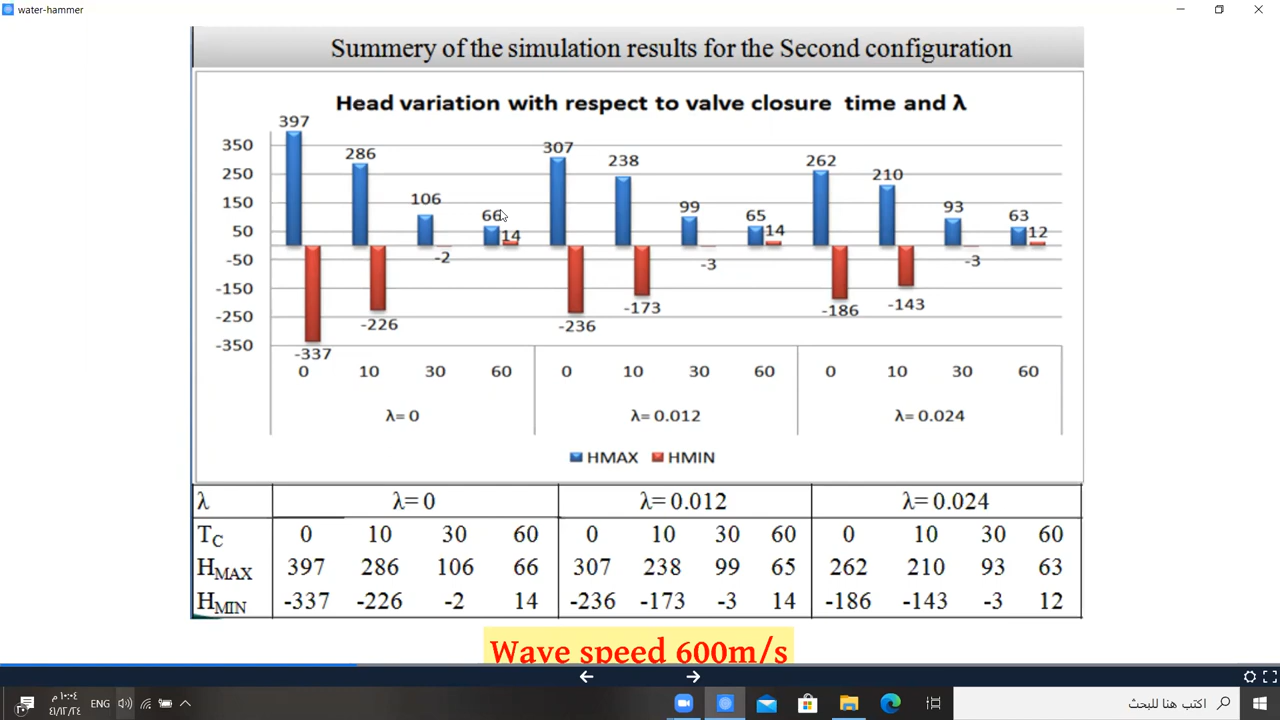 water-hammer
Summery of the simulation results for the Second configuration
Head variation with respect to valve closure time and λ
397 286 106 66 14 307 238 99 65 14 262 210 93 63 12
350
250
150
50
-50
-150
-250
-350
-337 -226 -2 -236 -173 -3 -186 -143 -3
0 10 30 60 0 10 30 60 0 10 30 60
λ= 0 λ= 0.012 λ= 0.024
HMAX HMIN
λ λ= 0 λ= 0.012 λ= 0.024
TC 0 10 30 60 0 10 30 60 0 10 30 60
HMAX 397 286 106 66 307 238 99 65 262 210 93 63
HMIN -337 -226 -2 14 -236 -173 -3 14 -186 -143 -3 12
Wave speed 600m/s
ENG
اكتب هنا للبحث